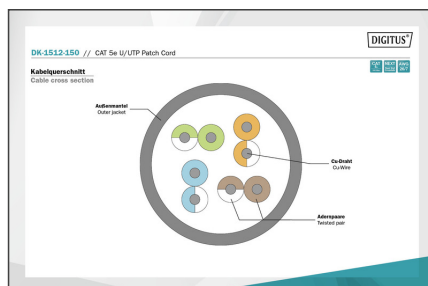 DIGITUS®
DK-1512-150 // CAT 5e U/UTP Patch Cord
Kabelquerschnitt
Cable cross section
Außenmantel
Outer jacket
Cu-Draht
Cu-Wire
Adernpaare
Twisted pair